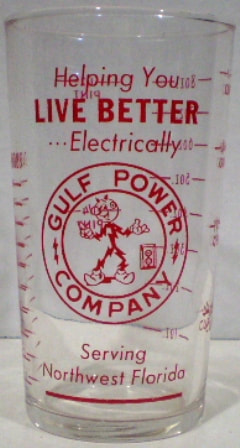 Helping You
LIVE BETTER
...Electrically
GULF POWER
COMPANY
Serving
Northwest Florida